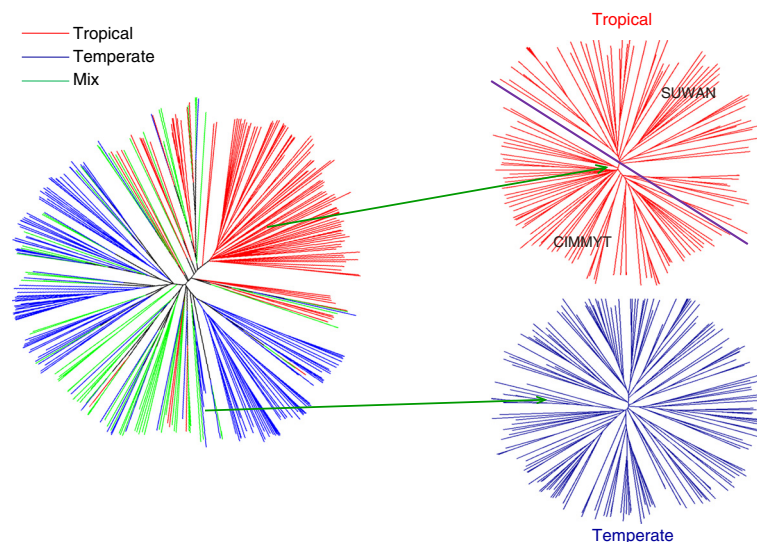 Tropical
Temperate
Mix
Tropical
SUWAN
CIMMYT
Temperate